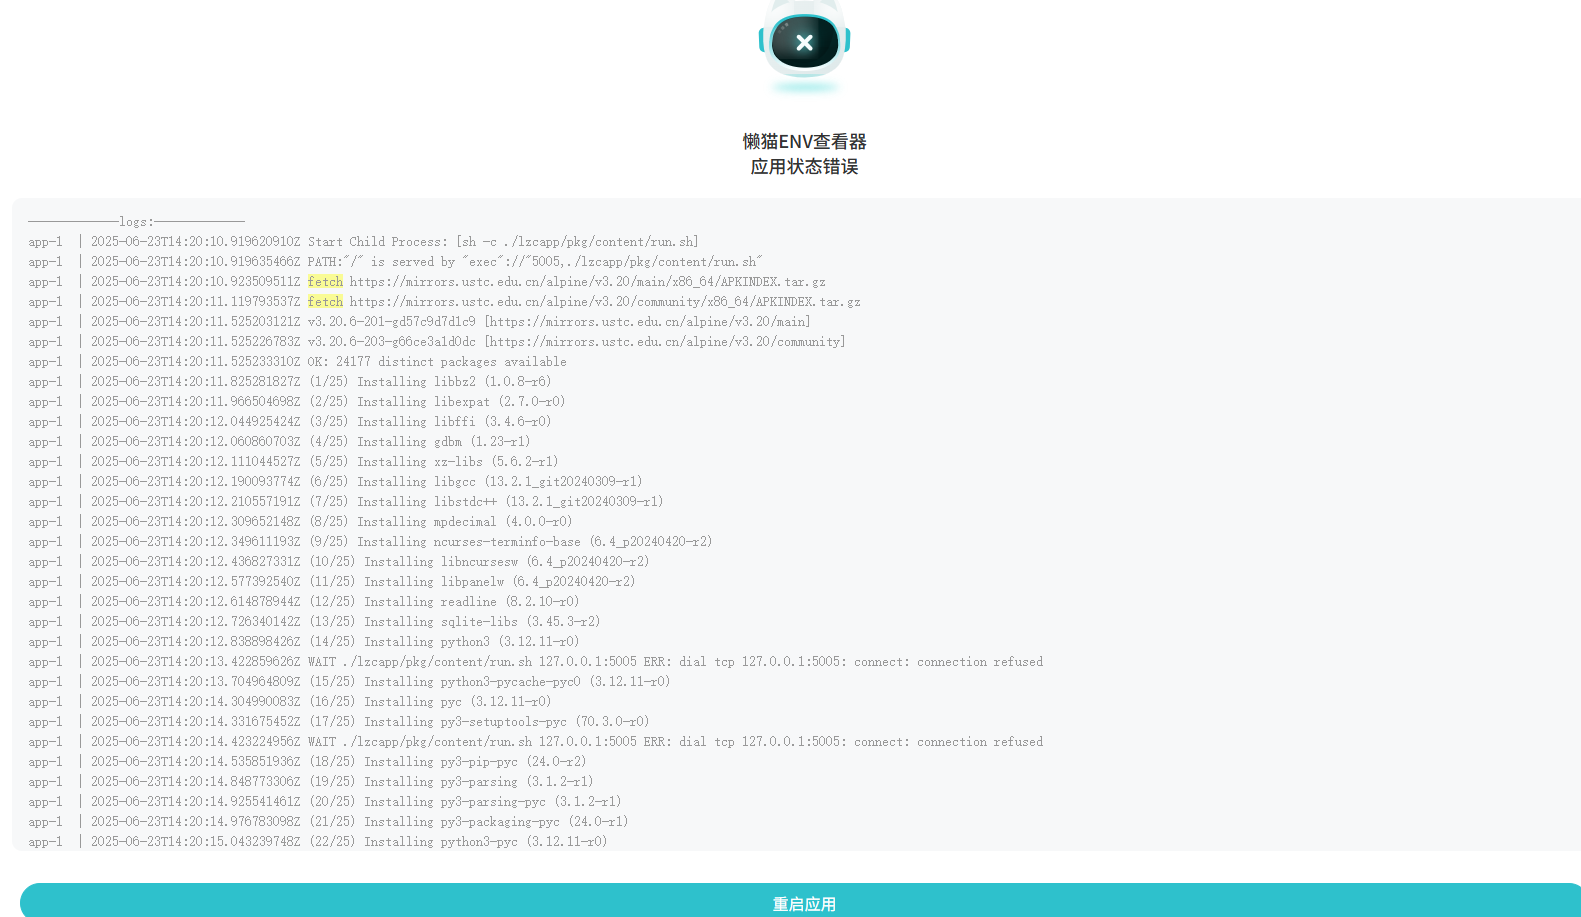 懒猫ENV查看器
应用状态错误
—————————————logs:—————————————
app-1 | 2025-06-23T14:20:10.919620910Z Start Child Process: [sh -c ./lzcapp/pkg/content/run.sh]
app-1 | 2025-06-23T14:20:10.919635466Z PATH:"/" is served by "exec"://"5005,./lzcapp/pkg/content/run.sh"
app-1 | 2025-06-23T14:20:10.923509511Z fetch https://mirrors.ustc.edu.cn/alpine/v3.20/main/x86_64/APKINDEX.tar.gz
app-1 | 2025-06-23T14:20:11.119793537Z fetch https://mirrors.ustc.edu.cn/alpine/v3.20/community/x86_64/APKINDEX.tar.gz
app-1 | 2025-06-23T14:20:11.525203121Z v3.20.6-201-gd57c9d7d1c9 [https://mirrors.ustc.edu.cn/alpine/v3.20/main]
app-1 | 2025-06-23T14:20:11.525226783Z v3.20.6-203-g66ce3a1d0dc [https://mirrors.ustc.edu.cn/alpine/v3.20/community]
app-1 | 2025-06-23T14:20:11.525233310Z OK: 24177 distinct packages available
app-1 | 2025-06-23T14:20:11.825281827Z (1/25) Installing libbz2 (1.0.8-r6)
app-1 | 2025-06-23T14:20:11.966504698Z (2/25) Installing libexpat (2.7.0-r0)
app-1 | 2025-06-23T14:20:12.044925424Z (3/25) Installing libffi (3.4.6-r0)
app-1 | 2025-06-23T14:20:12.060860703Z (4/25) Installing gdbm (1.23-r1)
app-1 | 2025-06-23T14:20:12.111044527Z (5/25) Installing xz-libs (5.6.2-r1)
app-1 | 2025-06-23T14:20:12.190093774Z (6/25) Installing libgcc (13.2.1_git20240309-r1)
app-1 | 2025-06-23T14:20:12.210557191Z (7/25) Installing libstdc++ (13.2.1_git20240309-r1)
app-1 | 2025-06-23T14:20:12.309652148Z (8/25) Installing mpdecimal (4.0.0-r0)
app-1 | 2025-06-23T14:20:12.349611193Z (9/25) Installing ncurses-terminfo-base (6.4_p20240420-r2)
app-1 | 2025-06-23T14:20:12.436827331Z (10/25) Installing libncursesw (6.4_p20240420-r2)
app-1 | 2025-06-23T14:20:12.577392540Z (11/25) Installing libpanelw (6.4_p20240420-r2)
app-1 | 2025-06-23T14:20:12.614878944Z (12/25) Installing readline (8.2.10-r0)
app-1 | 2025-06-23T14:20:12.726340142Z (13/25) Installing sqlite-libs (3.45.3-r2)
app-1 | 2025-06-23T14:20:12.838898426Z (14/25) Installing python3 (3.12.11-r0)
app-1 | 2025-06-23T14:20:13.422859626Z WAIT ./lzcapp/pkg/content/run.sh 127.0.0.1:5005 ERR: dial tcp 127.0.0.1:5005: connect: connection refused
app-1 | 2025-06-23T14:20:13.704964809Z (15/25) Installing python3-pycache-pyc0 (3.12.11-r0)
app-1 | 2025-06-23T14:20:14.304990083Z (16/25) Installing pyc (3.12.11-r0)
app-1 | 2025-06-23T14:20:14.331675452Z (17/25) Installing py3-setuptools-pyc (70.3.0-r0)
app-1 | 2025-06-23T14:20:14.423224956Z WAIT ./lzcapp/pkg/content/run.sh 127.0.0.1:5005 ERR: dial tcp 127.0.0.1:5005: connect: connection refused
app-1 | 2025-06-23T14:20:14.535851936Z (18/25) Installing py3-pip-pyc (24.0-r2)
app-1 | 2025-06-23T14:20:14.848773306Z (19/25) Installing py3-parsing (3.1.2-r1)
app-1 | 2025-06-23T14:20:14.925541461Z (20/25) Installing py3-parsing-pyc (3.1.2-r1)
app-1 | 2025-06-23T14:20:14.976783098Z (21/25) Installing py3-packaging-pyc (24.0-r1)
app-1 | 2025-06-23T14:20:15.043239748Z (22/25) Installing python3-pyc (3.12.11-r0)
重启应用